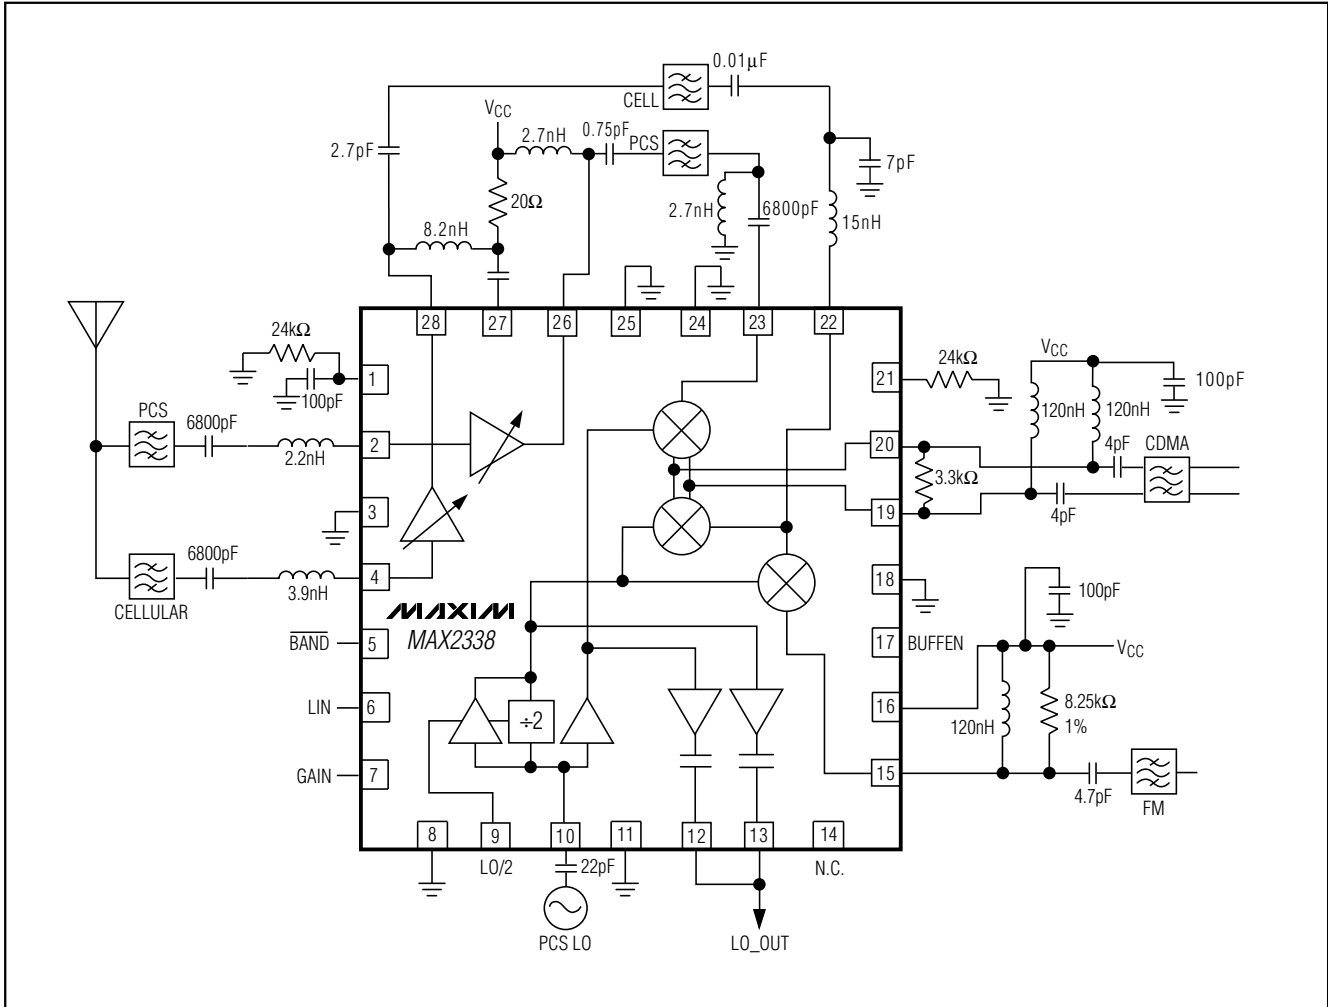 0.01μF
CELL
VCC
2.7nH
0.75pF
PCS
2.7pF
7pF
20Ω
2.7nH
6800pF
15nH
8.2nH
28
27
26
25
24
23
22
24kΩ
100pF
1
21
24kΩ
VCC
100pF
120nH
120nH
PCS
6800pF
2.2nH
2
20
4pF
CDMA
3.3kΩ
3
19
4pF
6800pF
CELLULAR
3.9nH
4
18
100pF
MAXIM
MAX2338
BAND
5
17
BUFFEN
VCC
LIN
6
÷2
16
120nH
8.25kΩ
1%
GAIN
7
15
4.7pF
FM
8
9
10
11
12
13
14
LO/2
22pF
N.C.
PCS LO
LO_OUT